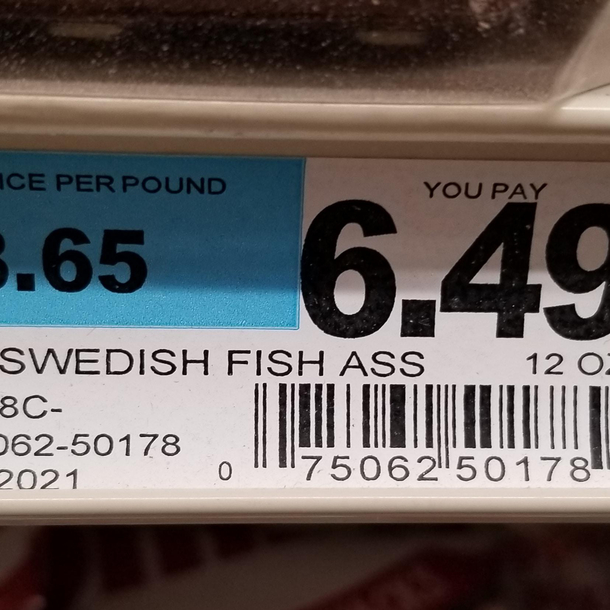 ICE PER POUND
.65
YOU PAY
6.49
SWEDISH FISH ASS 12 OZ
8C-
062-50178
2021
0 75062 50178